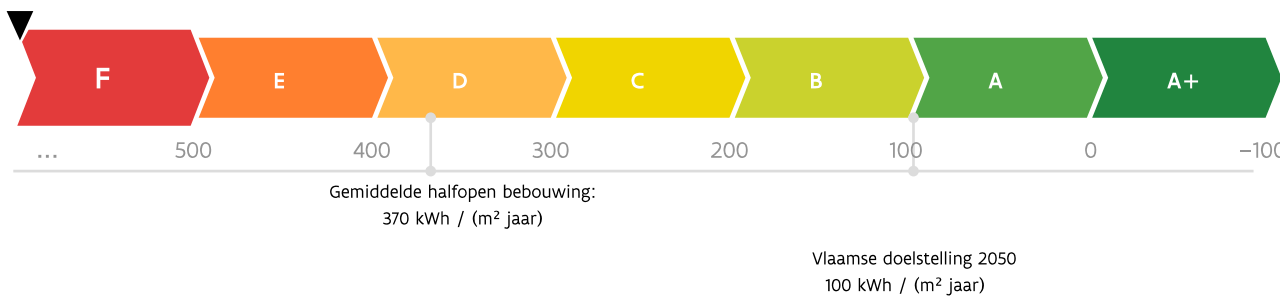 F E D C B A A+
... 500 400 300 200 100 0 −100
Gemiddelde halfopen bebouwing:
370 kWh / (m² jaar)
Vlaamse doelstelling 2050
100 kWh / (m² jaar)